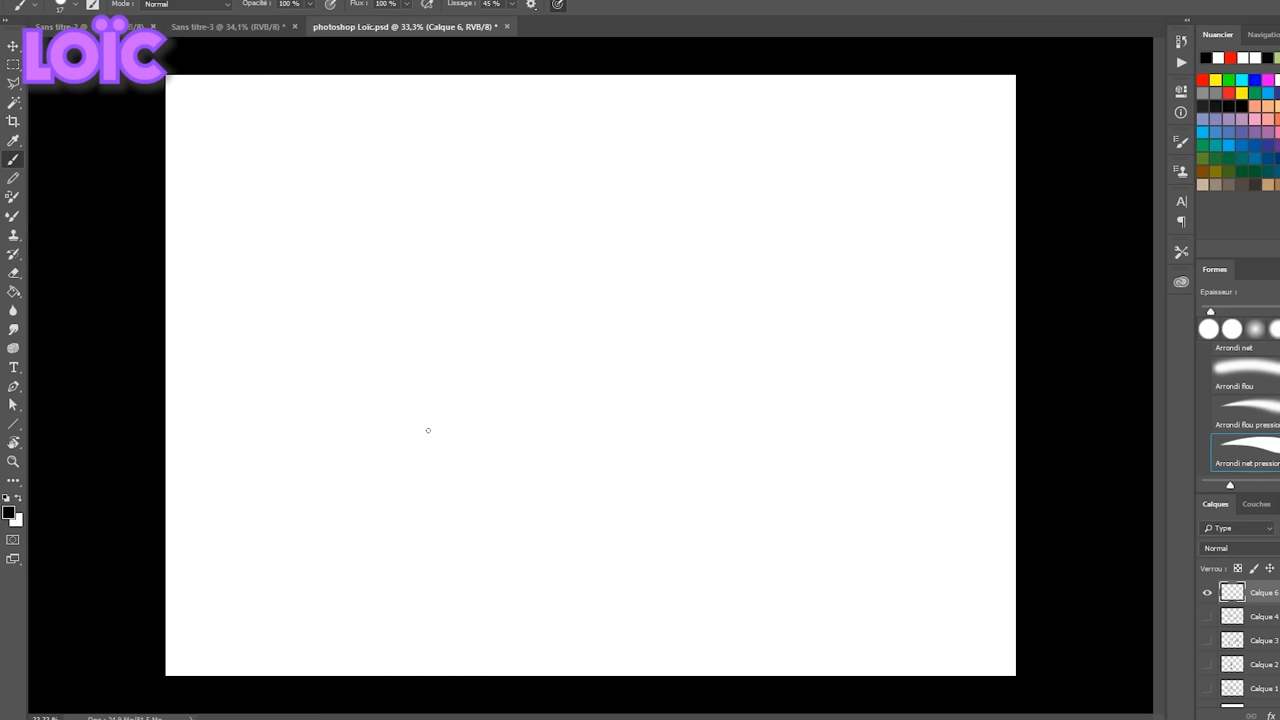 17
Mode :
Normal
Opacité :
100 %
Flux :
100 %
Lissage :
45 %
Sans titre-3 @ 34,1% (RVB/8) *
photoshop Loïc.psd @ 33,3% (Calque 6, RVB/8) *
LOÏC
Nuancier
Formes
Epaisseur :
Arrondi net
Arrondi flou
Arrondi flou pression
Arrondi net pression
Calques
Couches
Type
Normal
Verrou :
Calque 6
Calque 4
Calque 3
Calque 2
Calque 1
fx